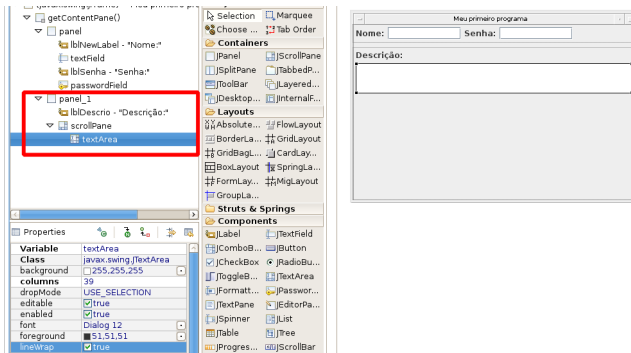 getContentPane()
panel
lblNewLabel - "Nome:"
textField
lblSenha - "Senha:"
passwordField
panel_1
lblDescrio - "Descrição:"
scrollPane
textArea
Properties
Variable textArea
Class javax.swing.JTextArea
background 255,255,255
columns 39
dropMode USE_SELECTION
editable true
enabled true
font Dialog 12
foreground 51,51,51
lineWrap true
Selection Marquee
Choose ... Tab Order
Containers
JPanel JScrollPane
JSplitPane JTabbedP...
JToolBar JLayered...
JDesktop... JInternalF...
Layouts
Absolute... FlowLayout
BorderLa... GridLayout
GridBagL... CardLay...
BoxLayout SpringLa...
FormLay... MigLayout
GroupLa...
Struts & Springs
Components
JLabel JTextField
JComboB... JButton
JCheckBox JRadioBu...
JToggleB... JTextArea
JFormatt... JPasswor...
JTextPane JEditorPa...
JSpinner JList
JTable JTree
JProgres... JScrollBar
Meu primeiro programa
Nome: Senha:
Descrição: